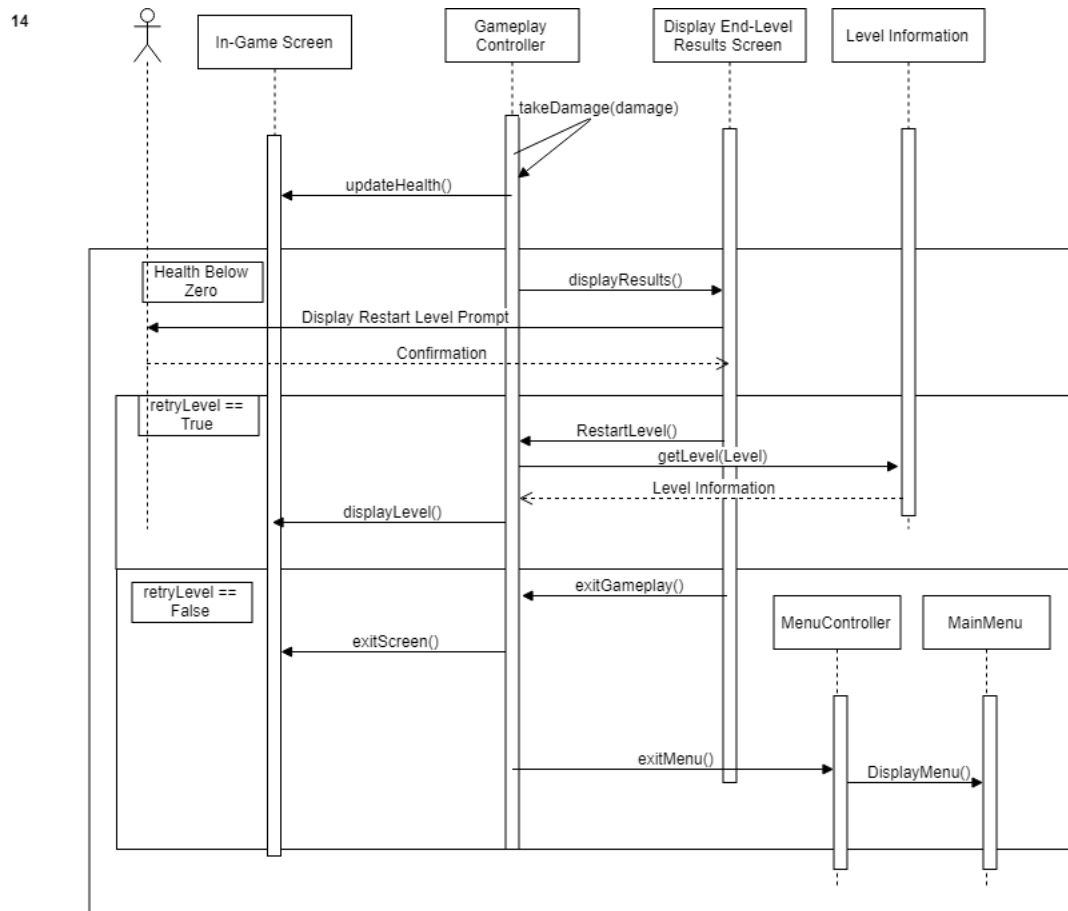 14
In-Game Screen
Gameplay
Controller
Display End-Level
Results Screen
Level Information
takeDamage(damage)
updateHealth()
Health Below
Zero
displayResults()
Display Restart Level Prompt
Confirmation
retryLevel ==
True
RestartLevel()
getLevel(Level)
Level Information
displayLevel()
retryLevel ==
False
exitGameplay()
MenuController
MainMenu
exitScreen()
exitMenu()
DisplayMenu()